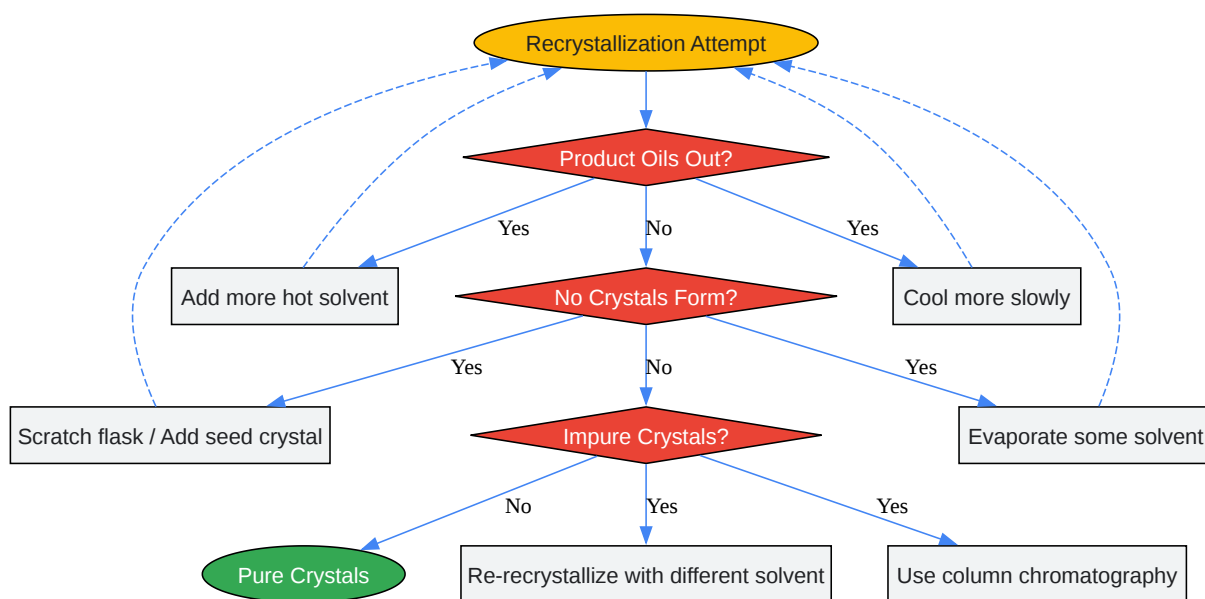 Recrystallization Attempt
Product Oils Out?
Yes
No
Yes
Add more hot solvent
No Crystals Form?
Cool more slowly
Yes
No
Yes
Scratch flask / Add seed crystal
Impure Crystals?
Evaporate some solvent
No
Yes
Yes
Pure Crystals
Re-recrystallize with different solvent
Use column chromatography